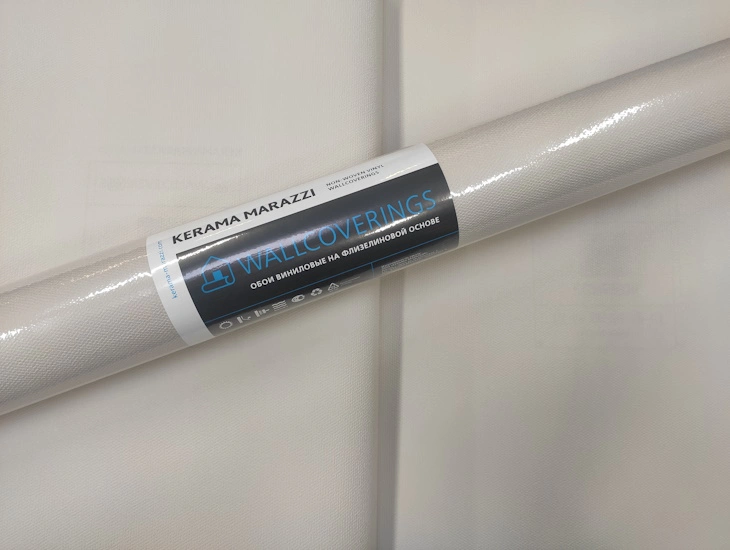 KERAMA MARAZZI
NON-WOVEN VINYL
WALLCOVERINGS
WALLCOVERINGS
ОБОИ ВИНИЛОВЫЕ НА ФЛИЗЕЛИНОВОЙ ОСНОВЕ